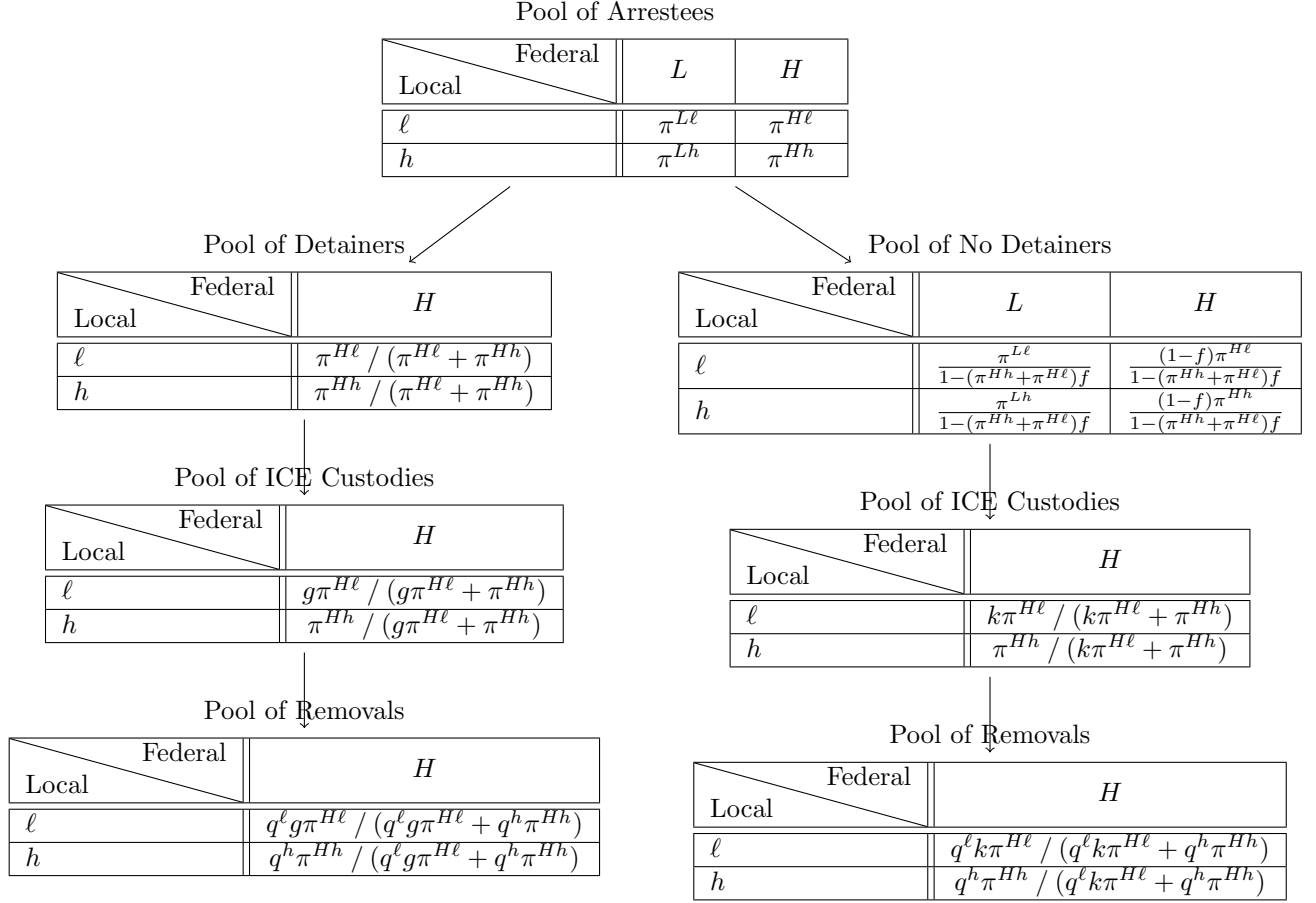 Pool of Arrestees
Federal
Local
L H
ℓ π^{Lℓ} π^{Hℓ}
h π^{Lh} π^{Hh}
Pool of Detainers
Federal
Local
H
ℓ π^{Hℓ} / (π^{Hℓ} + π^{Hh})
h π^{Hh} / (π^{Hℓ} + π^{Hh})
Pool of No Detainers
Federal
Local
L H
ℓ \frac{π^{Lℓ}}{1−(π^{Hh}+π^{Hℓ})f} \frac{(1−f)π^{Hℓ}}{1−(π^{Hh}+π^{Hℓ})f}
h \frac{π^{Lh}}{1−(π^{Hh}+π^{Hℓ})f} \frac{(1−f)π^{Hh}}{1−(π^{Hh}+π^{Hℓ})f}
Pool of ICE Custodies
Federal
Local
H
ℓ gπ^{Hℓ} / (gπ^{Hℓ} + π^{Hh})
h π^{Hh} / (gπ^{Hℓ} + π^{Hh})
Pool of ICE Custodies
Federal
Local
H
ℓ kπ^{Hℓ} / (kπ^{Hℓ} + π^{Hh})
h π^{Hh} / (kπ^{Hℓ} + π^{Hh})
Pool of Removals
Federal
Local
H
ℓ q^ℓgπ^{Hℓ} / (q^ℓgπ^{Hℓ} + q^hπ^{Hh})
h q^hπ^{Hh} / (q^ℓgπ^{Hℓ} + q^hπ^{Hh})
Pool of Removals
Federal
Local
H
ℓ q^ℓkπ^{Hℓ} / (q^ℓkπ^{Hℓ} + q^hπ^{Hh})
h q^hπ^{Hh} / (q^ℓkπ^{Hℓ} + q^hπ^{Hh})